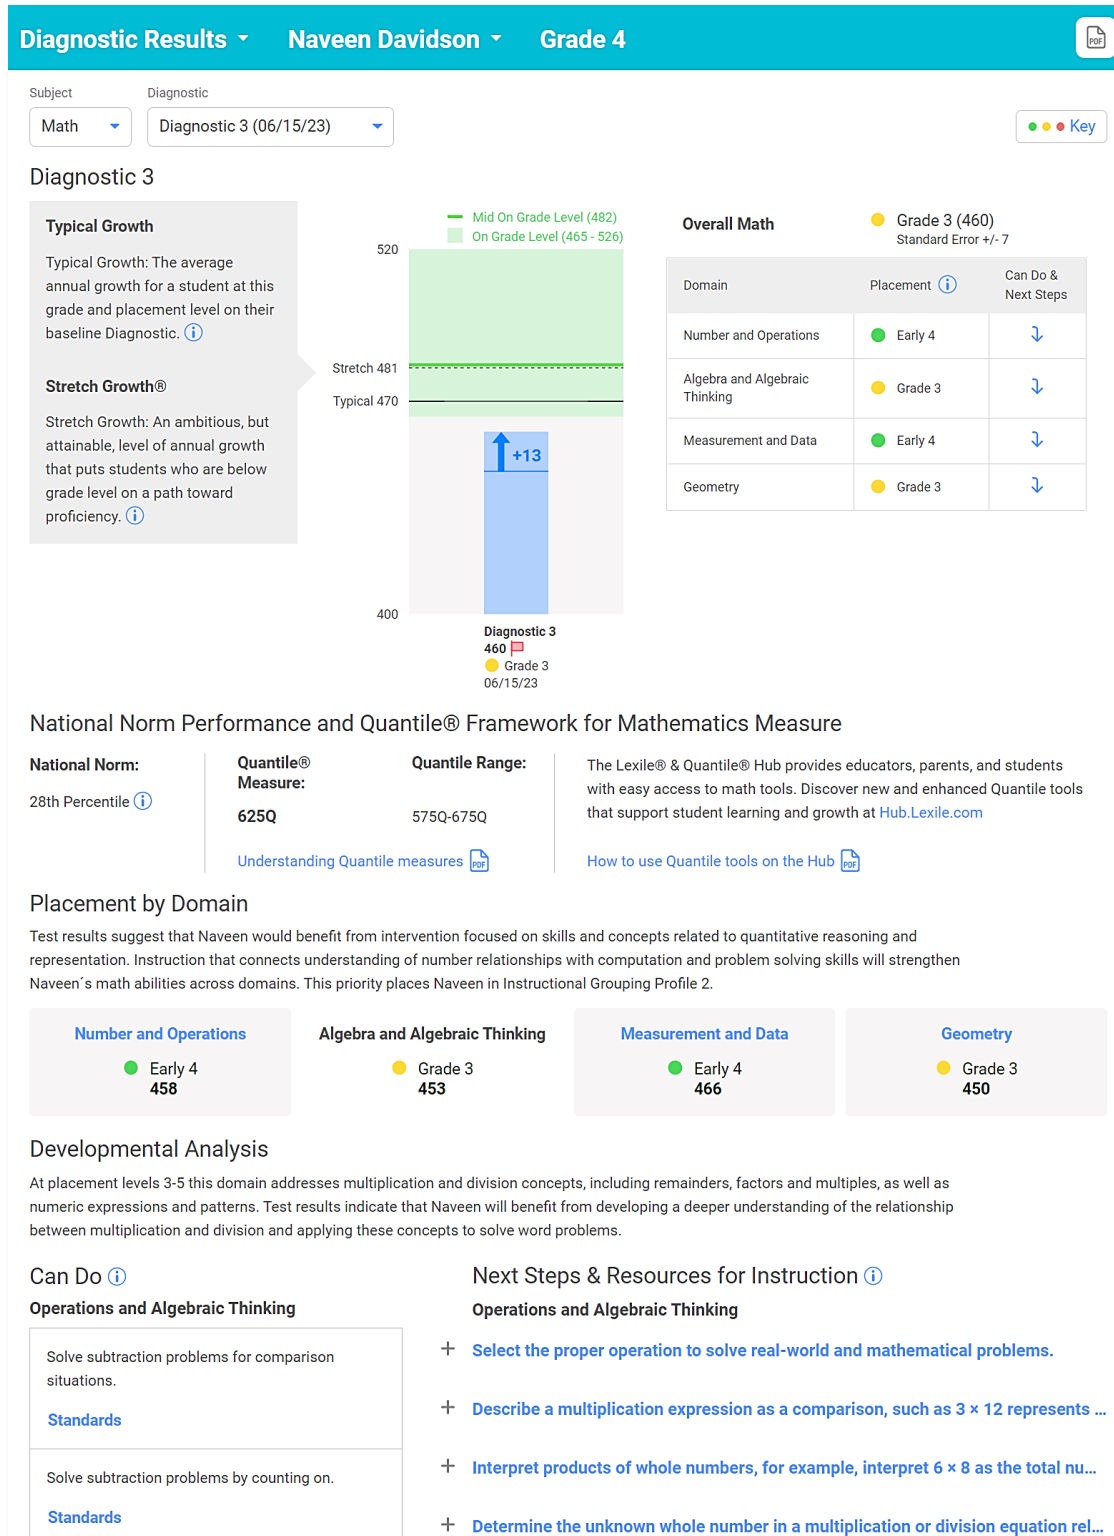 Diagnostic Results
Naveen Davidson
Grade 4
PDF
Subject
Diagnostic
Math
Diagnostic 3 (06/15/23)
Key
Diagnostic 3
Typical Growth
Typical Growth: The average
annual growth for a student at this
grade and placement level on their
baseline Diagnostic.
Stretch Growth®
Stretch Growth: An ambitious, but
attainable, level of annual growth
that puts students who are below
grade level on a path toward
proficiency.
Mid On Grade Level (482)
On Grade Level (465 - 526)
520
Stretch 481
Typical 470
+13
400
Diagnostic 3
460
Grade 3
06/15/23
Overall Math
Grade 3 (460)
Standard Error +/- 7
Domain
Placement
Can Do &
Next Steps
Number and Operations
Early 4
Algebra and Algebraic
Thinking
Grade 3
Measurement and Data
Early 4
Geometry
Grade 3
National Norm Performance and Quantile® Framework for Mathematics Measure
National Norm:
28th Percentile
Quantile®
Measure:
625Q
Quantile Range:
575Q-675Q
Understanding Quantile measures PDF
The Lexile® & Quantile® Hub provides educators, parents, and students
with easy access to math tools. Discover new and enhanced Quantile tools
that support student learning and growth at Hub.Lexile.com
How to use Quantile tools on the Hub PDF
Placement by Domain
Test results suggest that Naveen would benefit from intervention focused on skills and concepts related to quantitative reasoning and
representation. Instruction that connects understanding of number relationships with computation and problem solving skills will strengthen
Naveen´s math abilities across domains. This priority places Naveen in Instructional Grouping Profile 2.
Number and Operations
Early 4
458
Algebra and Algebraic Thinking
Grade 3
453
Measurement and Data
Early 4
466
Geometry
Grade 3
450
Developmental Analysis
At placement levels 3-5 this domain addresses multiplication and division concepts, including remainders, factors and multiples, as well as
numeric expressions and patterns. Test results indicate that Naveen will benefit from developing a deeper understanding of the relationship
between multiplication and division and applying these concepts to solve word problems.
Can Do
Operations and Algebraic Thinking
Solve subtraction problems for comparison
situations.
Standards
Solve subtraction problems by counting on.
Standards
Next Steps & Resources for Instruction
Operations and Algebraic Thinking
Select the proper operation to solve real-world and mathematical problems.
Describe a multiplication expression as a comparison, such as 3 × 12 represents ...
Interpret products of whole numbers, for example, interpret 6 × 8 as the total nu...
Determine the unknown whole number in a multiplication or division equation rel...